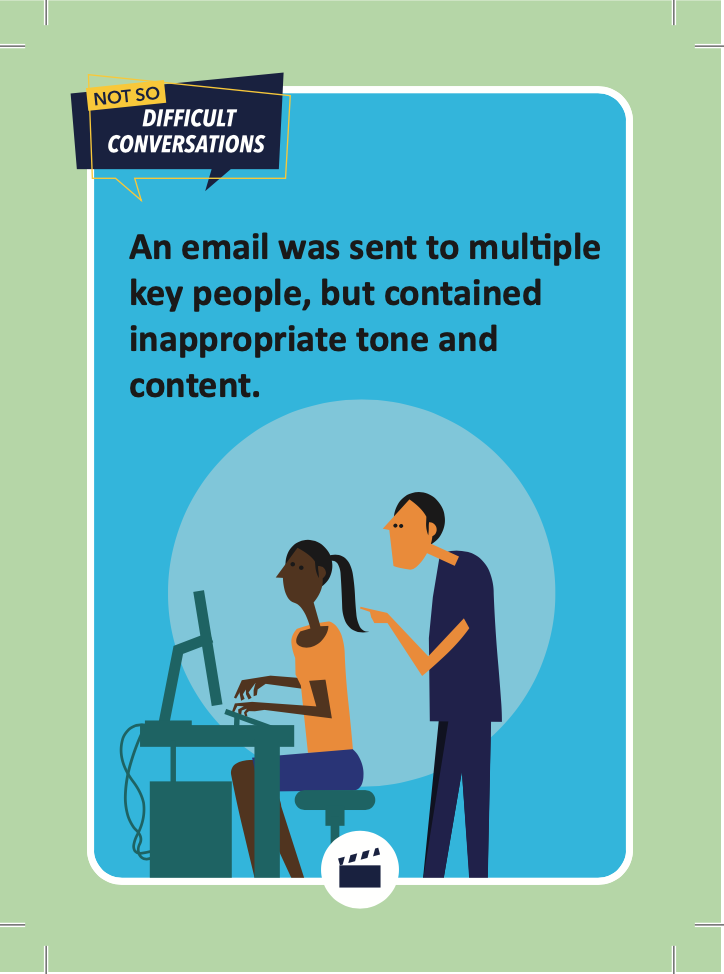 NOT SO
DIFFICULT
CONVERSATIONS
An email was sent to multiple
key people, but contained
inappropriate tone and
content.